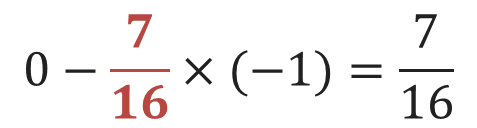 0 − 7/16 × (−1) = 7/16